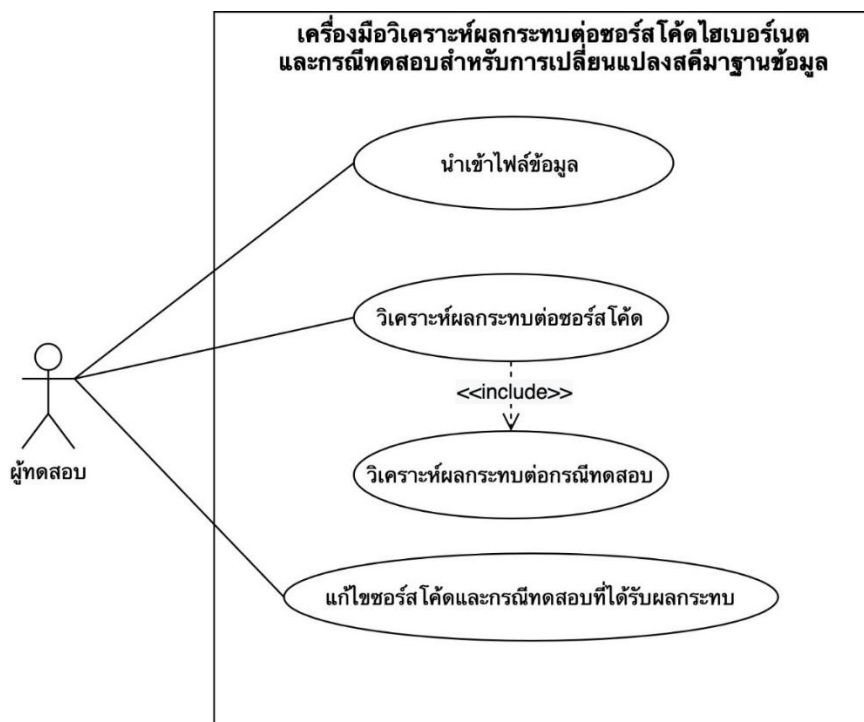 เครื่องมือวิเคราะห์ผลกระทบต่อซอร์สโค้ดไฮเบอร์เนต
และกรณีทดสอบสำหรับการเปลี่ยนแปลงสคีมาฐานข้อมูล
นำเข้าไฟล์ข้อมูล
วิเคราะห์ผลกระทบต่อซอร์สโค้ด
<<include>>
วิเคราะห์ผลกระทบต่อกรณีทดสอบ
ผู้ทดสอบ
แก้ไขซอร์สโค้ดและกรณีทดสอบที่ได้รับผลกระทบ